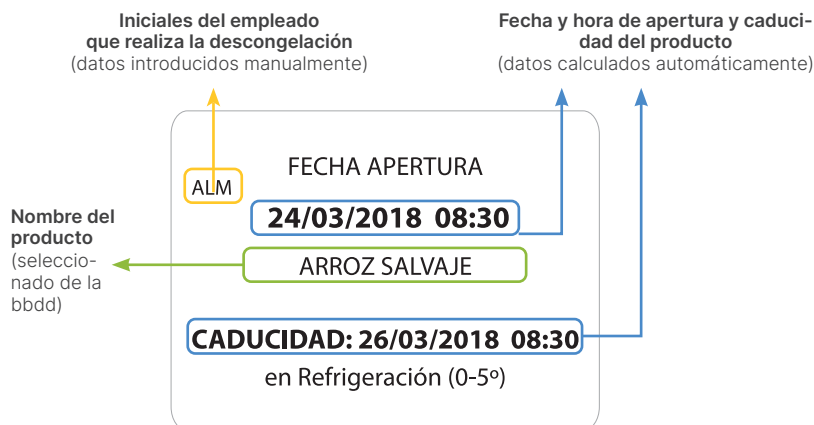 Iniciales del empleado
que realiza la descongelación
(datos introducidos manualmente)
Fecha y hora de apertura y caduci-
dad del producto
(datos calculados automáticamente)
FECHA APERTURA
ALM
24/03/2018 08:30
Nombre del
producto
(seleccio-
nado de la
bbdd)
ARROZ SALVAJE
CADUCIDAD: 26/03/2018 08:30
en Refrigeración (0-5º)